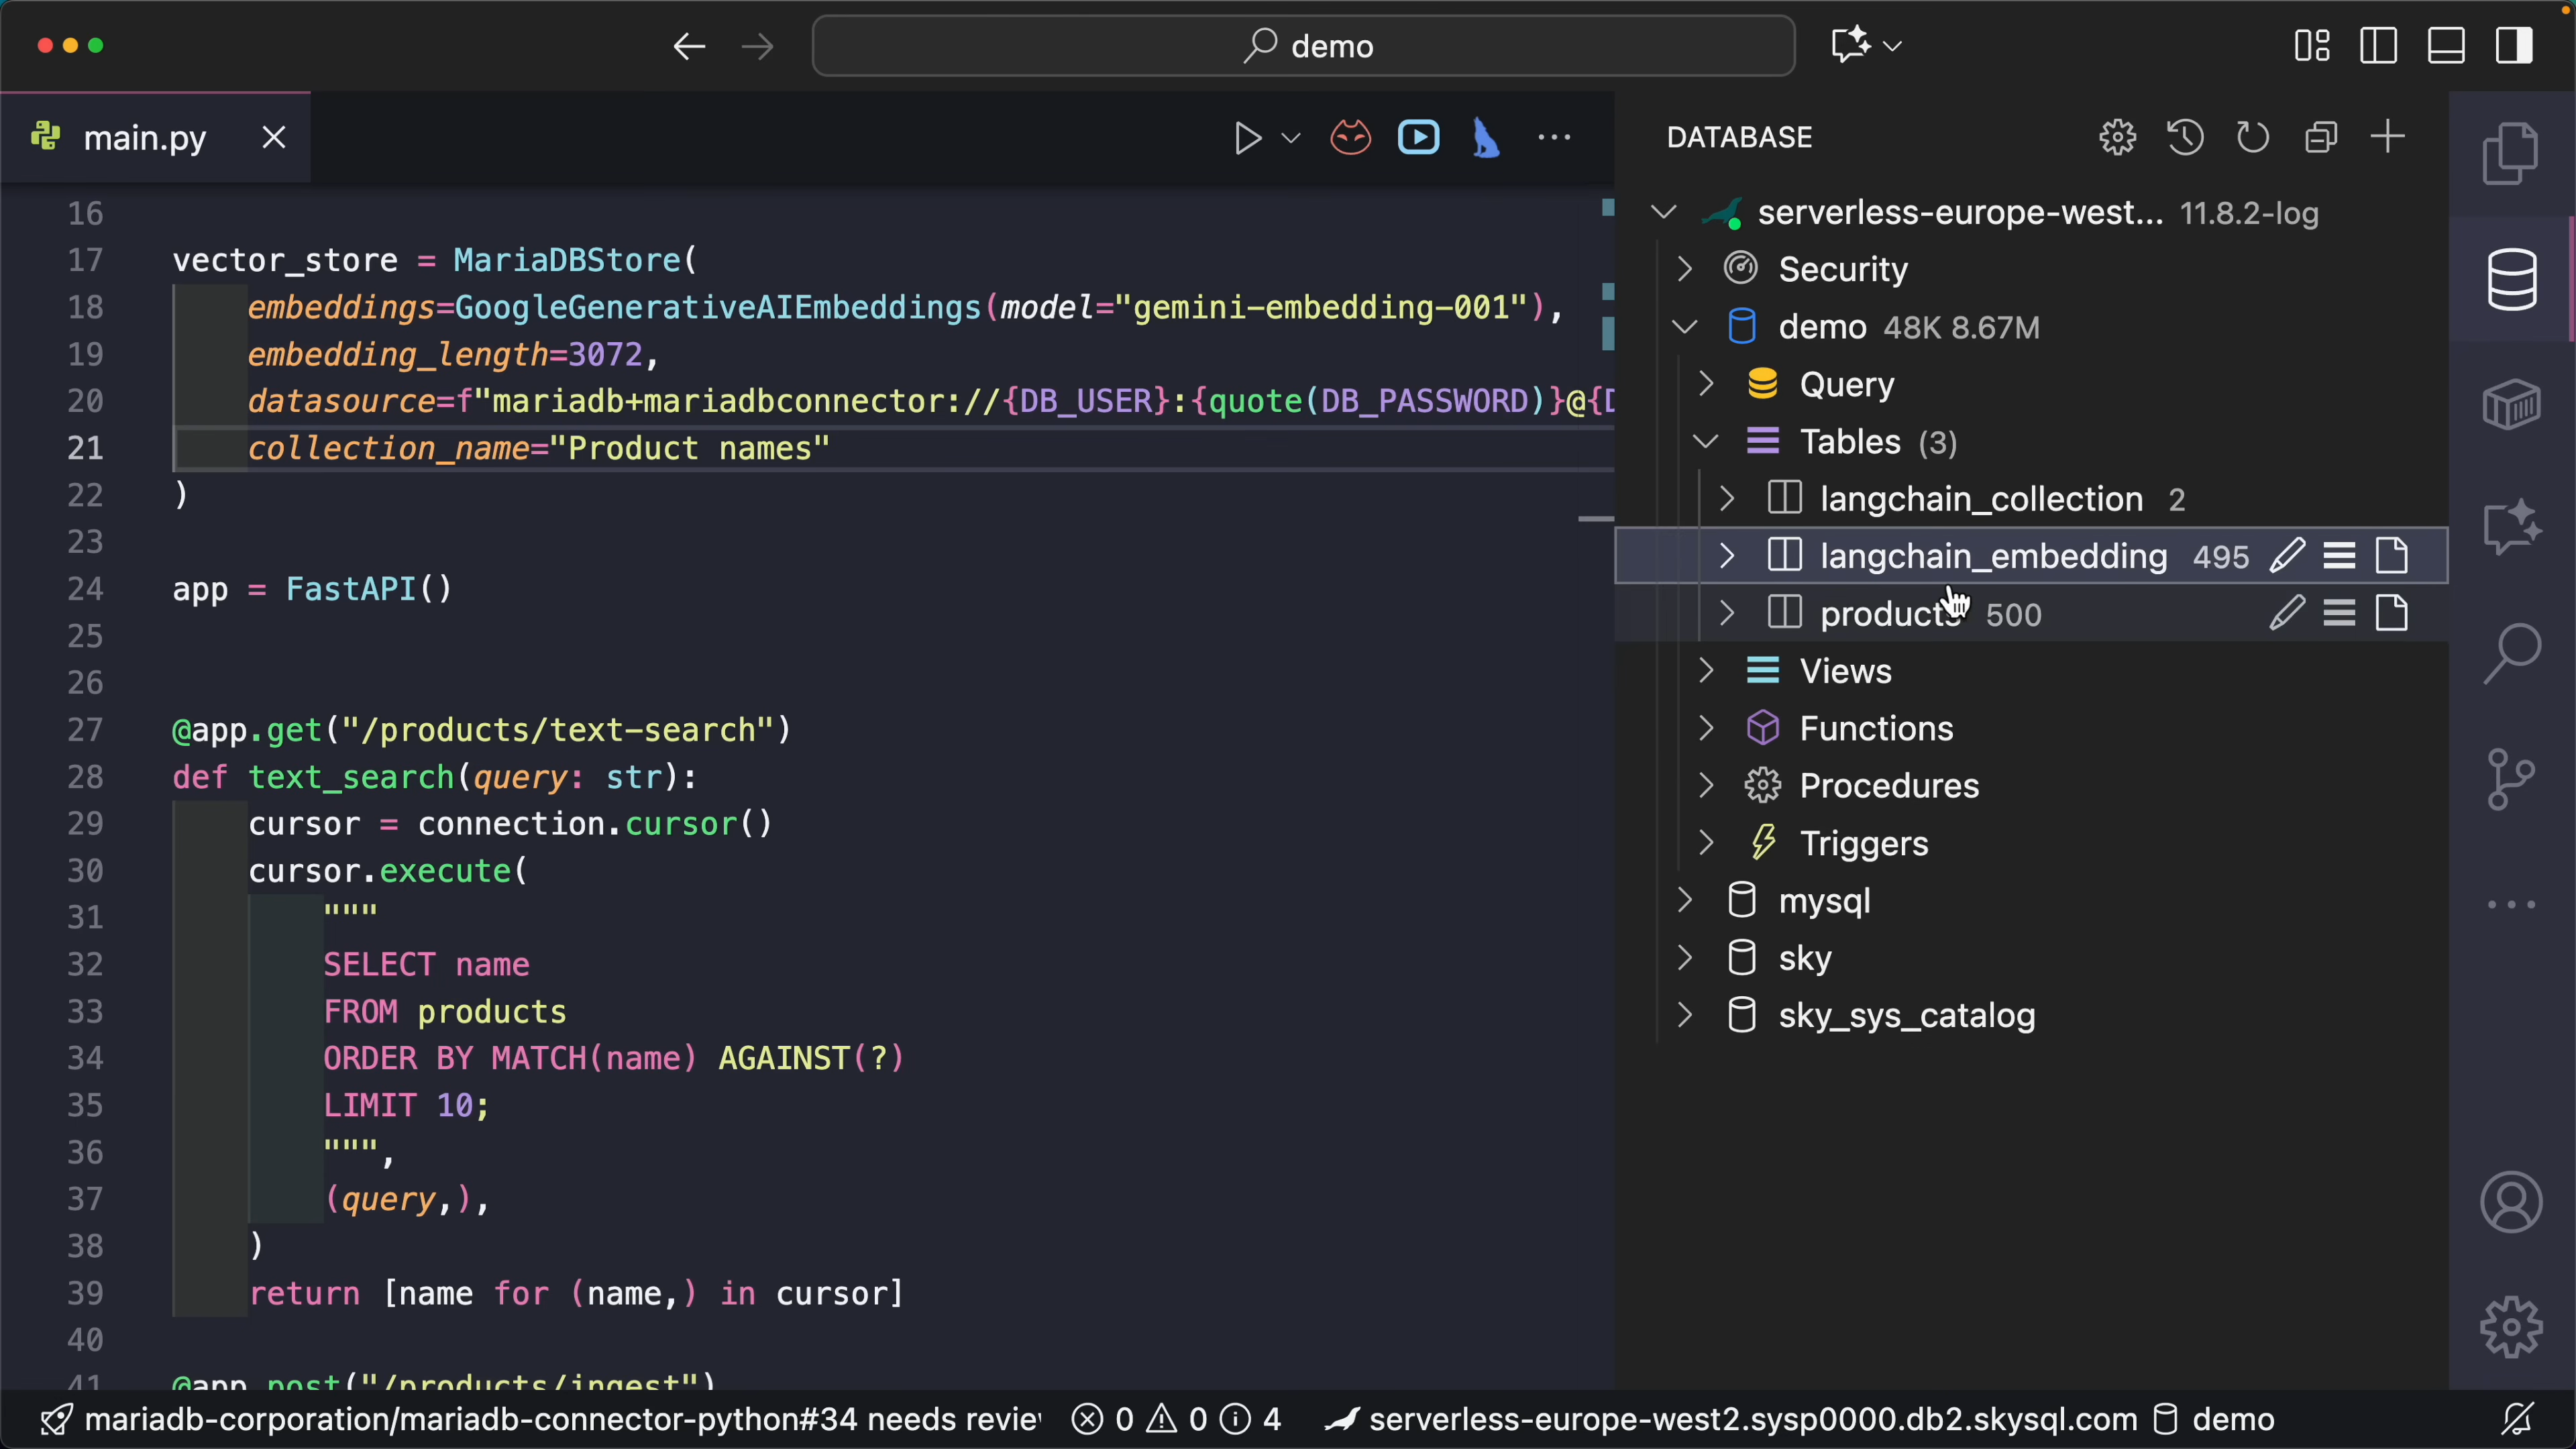 demo
main.py
16
17 vector_store = MariaDBStore(
18 embeddings=GoogleGenerativeAIEmbeddings(model="gemini-embedding-001"),
19 embedding_length=3072,
20 datasource=f"mariadb+mariadbconnector://{DB_USER}:{quote(DB_PASSWORD)}@{
21 collection_name="Product names"
22 )
23
24 app = FastAPI()
25
26
27 @app.get("/products/text-search")
28 def text_search(query: str):
29 cursor = connection.cursor()
30 cursor.execute(
31 """
32 SELECT name
33 FROM products
34 ORDER BY MATCH(name) AGAINST(?)
35 LIMIT 10;
36 """,
37 (query,),
38 )
39 return [name for (name,) in cursor]
40
41 @app.post("/products/ingest")
DATABASE
serverless-europe-west... 11.8.2-log
Security
demo 48K 8.67M
Query
Tables (3)
langchain_collection 2
langchain_embedding 495
products 500
Views
Functions
Procedures
Triggers
mysql
sky
sky_sys_catalog
mariadb-corporation/mariadb-connector-python#34 needs review 0 0 4 serverless-europe-west2.sysp0000.db2.skysql.com demo